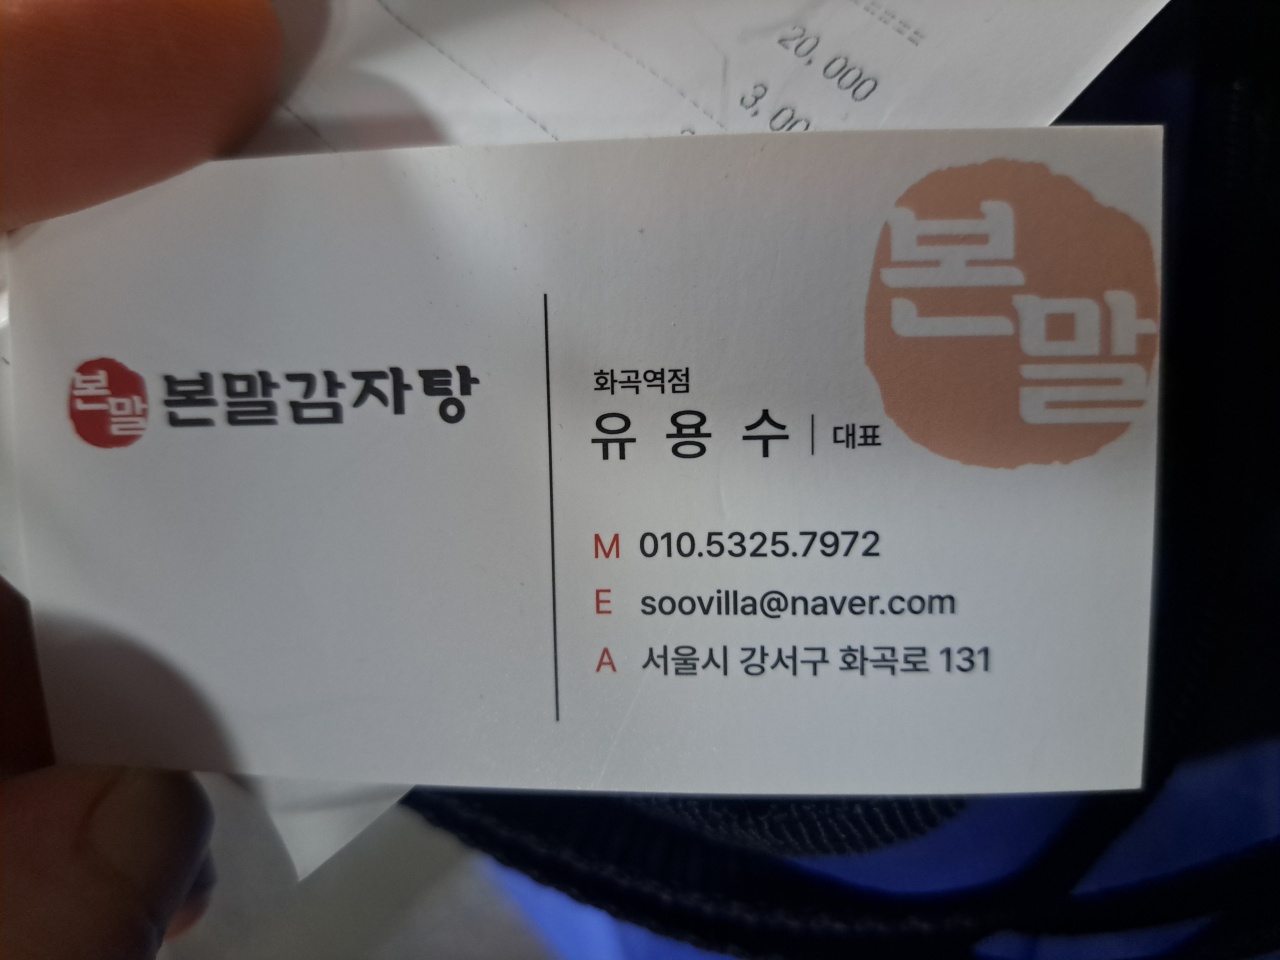 20,000
본
말
본
말
본말감자탕
화곡역점
유용수 | 대표
M 010.5325.7972
E soovilla@naver.com
A 서울시 강서구 화곡로 131